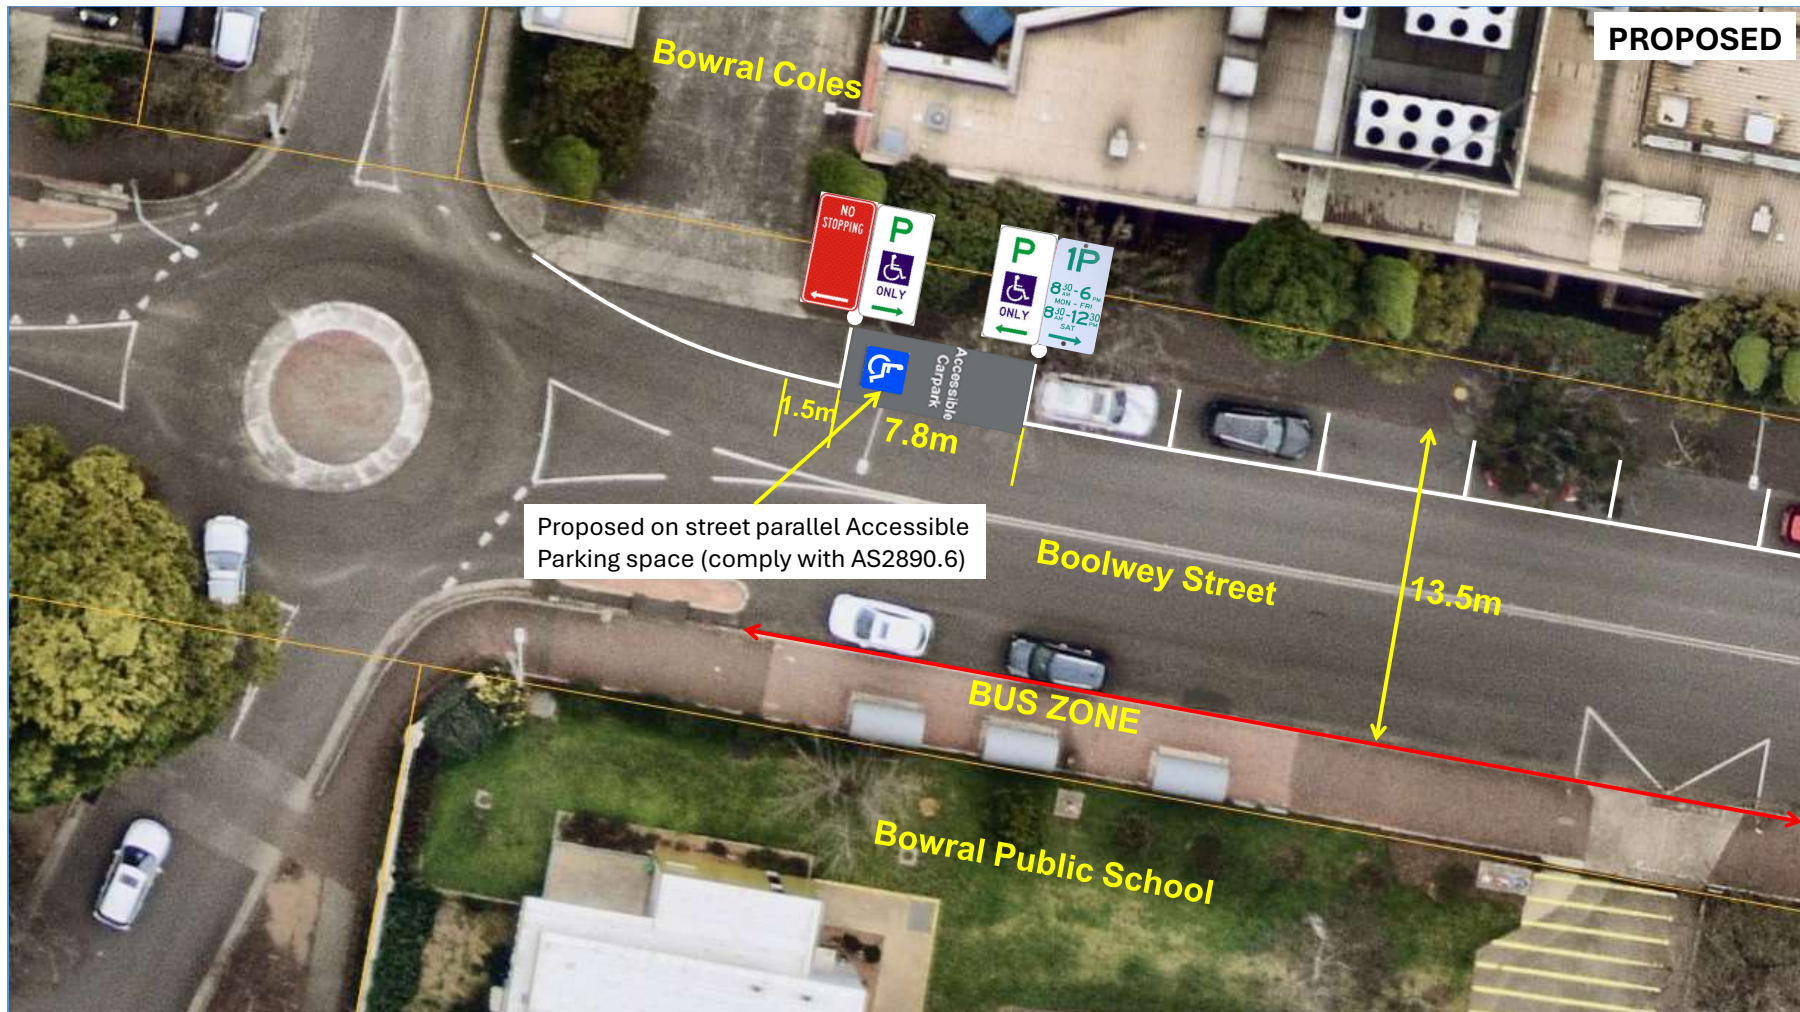 PROPOSED
Bowral Coles
NO
STOPPING
P
ONLY
P
ONLY
1P
8 30 AM - 6 PM
MON - FRI
8 30 AM - 12 30 PM
SAT
Accessible
Carpark
1.5m
7.8m
Proposed on street parallel Accessible
Parking space (comply with AS2890.6)
Boolwey Street
13.5m
BUS ZONE
Bowral Public School